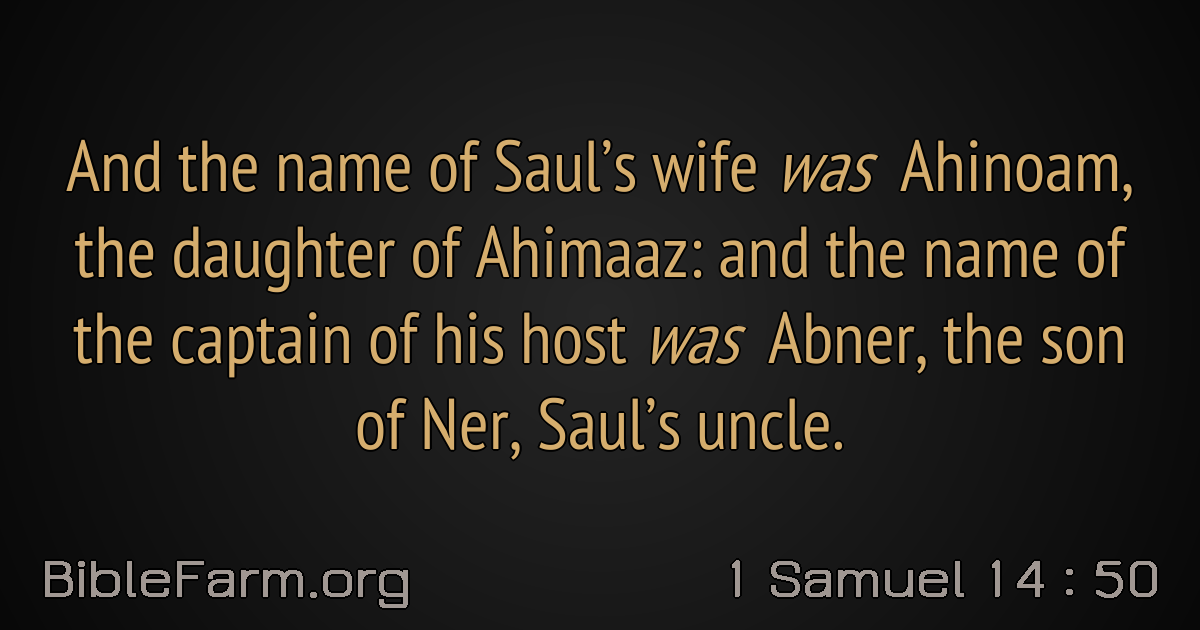 And the name of Saul’s wife was Ahinoam,
the daughter of Ahimaaz: and the name of
the captain of his host was Abner, the son
of Ner, Saul’s uncle.
BibleFarm.org
1 Samuel 14 : 50